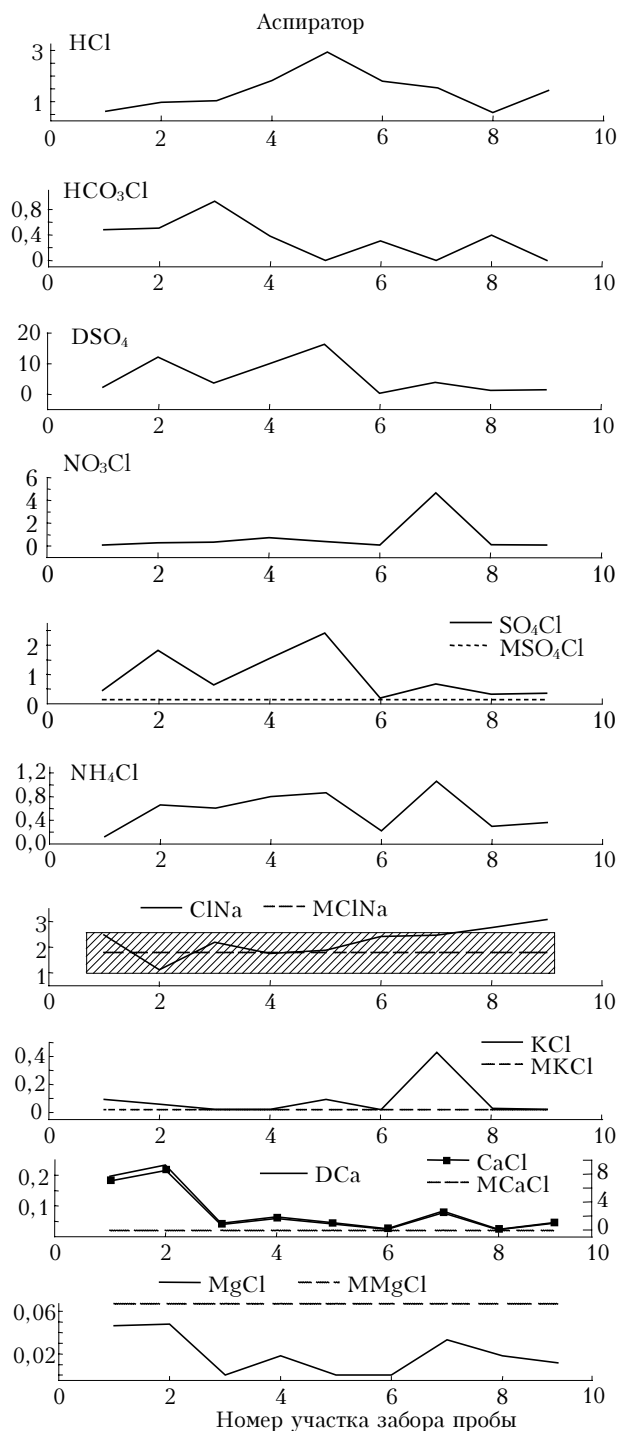 Аспиратор
HCl
3
1
0 2 4 6 8 10
HCO₃Cl
0,8
0,4
0
0 2 4 6 8 10
DSO₄
20
10
0
0 2 4 6 8 10
NO₃Cl
6
4
2
0
0 2 4 6 8 10
SO₄Cl
MSO₄Cl
2
1
0
0 2 4 6 8 10
NH₄Cl
1,2
0,8
0,4
0,0
0 2 4 6 8 10
ClNa MClNa
3
2
1
0 2 4 6 8 10
KCl
MKCl
0,4
0,2
0
0 2 4 6 8 10
DCa
CaCl
MCaCl
0,2
0,1
8
4
0
0 2 4 6 8 10
MgCl MMgCl
0,06
0,02
0 2 4 6 8 10
Номер участка забора пробы